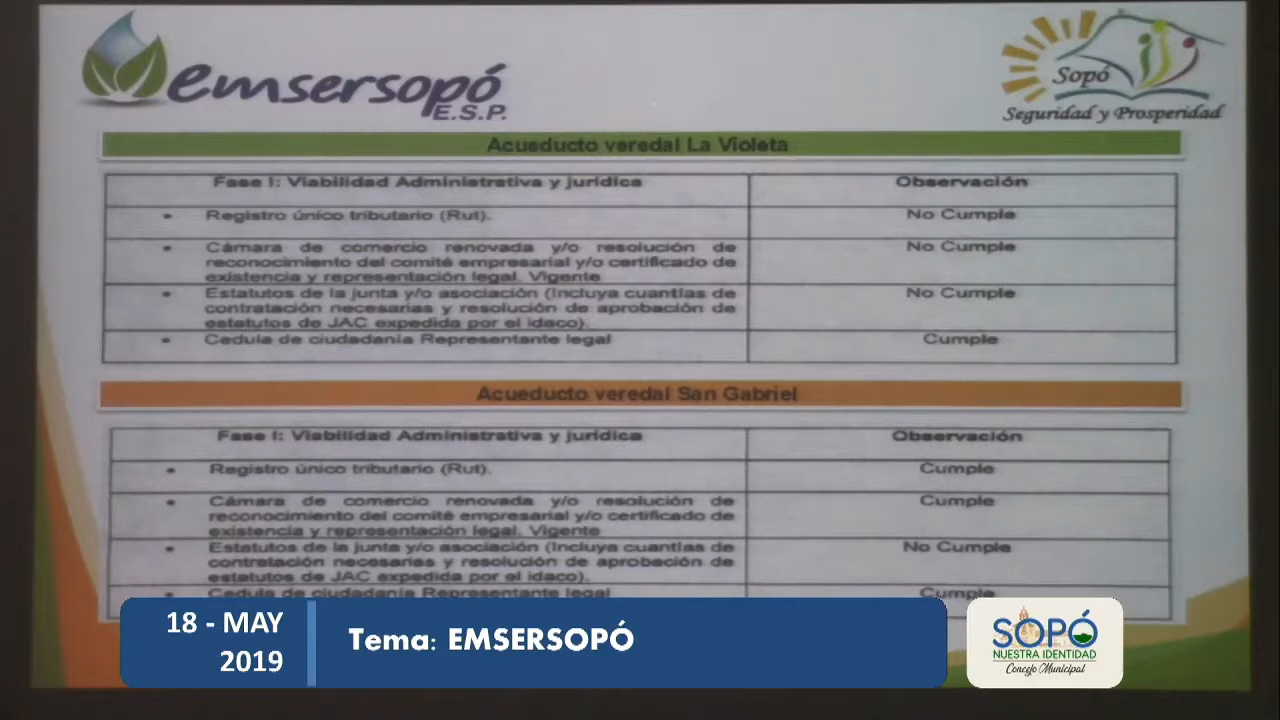 emsersopó
E.S.P.
Sopó
Seguridad y Prosperidad
Acueducto veredal La Violeta
Fase I: Viabilidad Administrativa y jurídica
Observación
• Registro único tributario (Rut).
No Cumple
• Cámara de comercio renovada y/o resolución de
reconocimiento del comité empresarial y/o certificado de
existencia y representación legal. Vigente
No Cumple
• Estatutos de la junta y/o asociación (Incluya cuantías de
contratación necesarias y resolución de aprobación de
estatutos de JAC expedida por el idaco).
No Cumple
• Cedula de ciudadanía Representante legal
Cumple
Acueducto veredal San Gabriel
Fase I: Viabilidad Administrativa y jurídica
Observación
• Registro único tributario (Rut).
Cumple
• Cámara de comercio renovada y/o resolución de
reconocimiento del comité empresarial y/o certificado de
existencia y representación legal. Vigente
Cumple
• Estatutos de la junta y/o asociación (Incluya cuantías de
contratación necesarias y resolución de aprobación de
estatutos de JAC expedida por el idaco).
No Cumple
• Cedula de ciudadanía Representante legal
Cumple
18 - MAY
2019
Tema: EMSERSOPÓ
SOPÓ
NUESTRA IDENTIDAD
Concejo Municipal